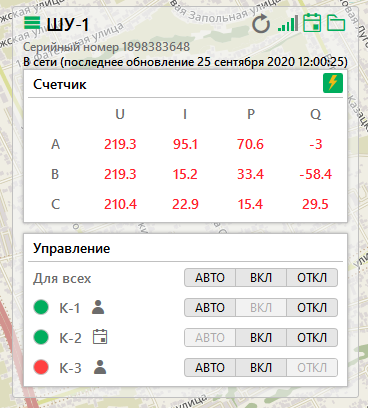 ШУ-1
Серийный номер 1898383648
В сети (последнее обновление 25 сентября 2020 12:00:25)
Счетчик
U I P Q
A 219.3 95.1 70.6 -3
B 219.3 15.2 33.4 -58.4
C 210.4 22.9 15.4 29.5
Управление
Для всех АВТО ВКЛ ОТКЛ
К-1 АВТО ВКЛ ОТКЛ
К-2 АВТО ВКЛ ОТКЛ
К-3 АВТО ВКЛ ОТКЛ
Запольная улица